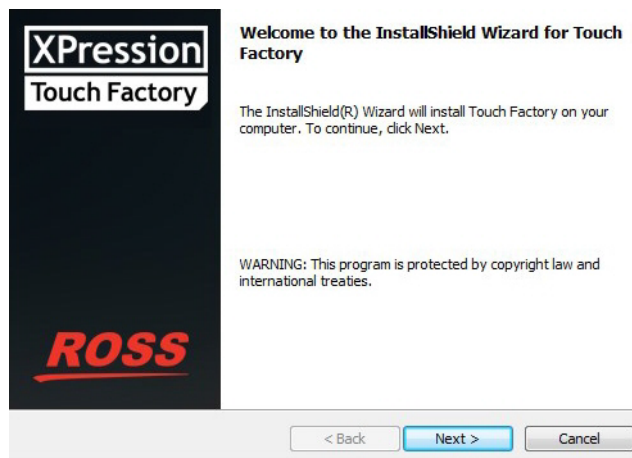 XPression
Touch Factory
Welcome to the InstallShield Wizard for Touch
Factory
The InstallShield(R) Wizard will install Touch Factory on your
computer. To continue, click Next.
WARNING: This program is protected by copyright law and
international treaties.
ROSS
< Back
Next >
Cancel